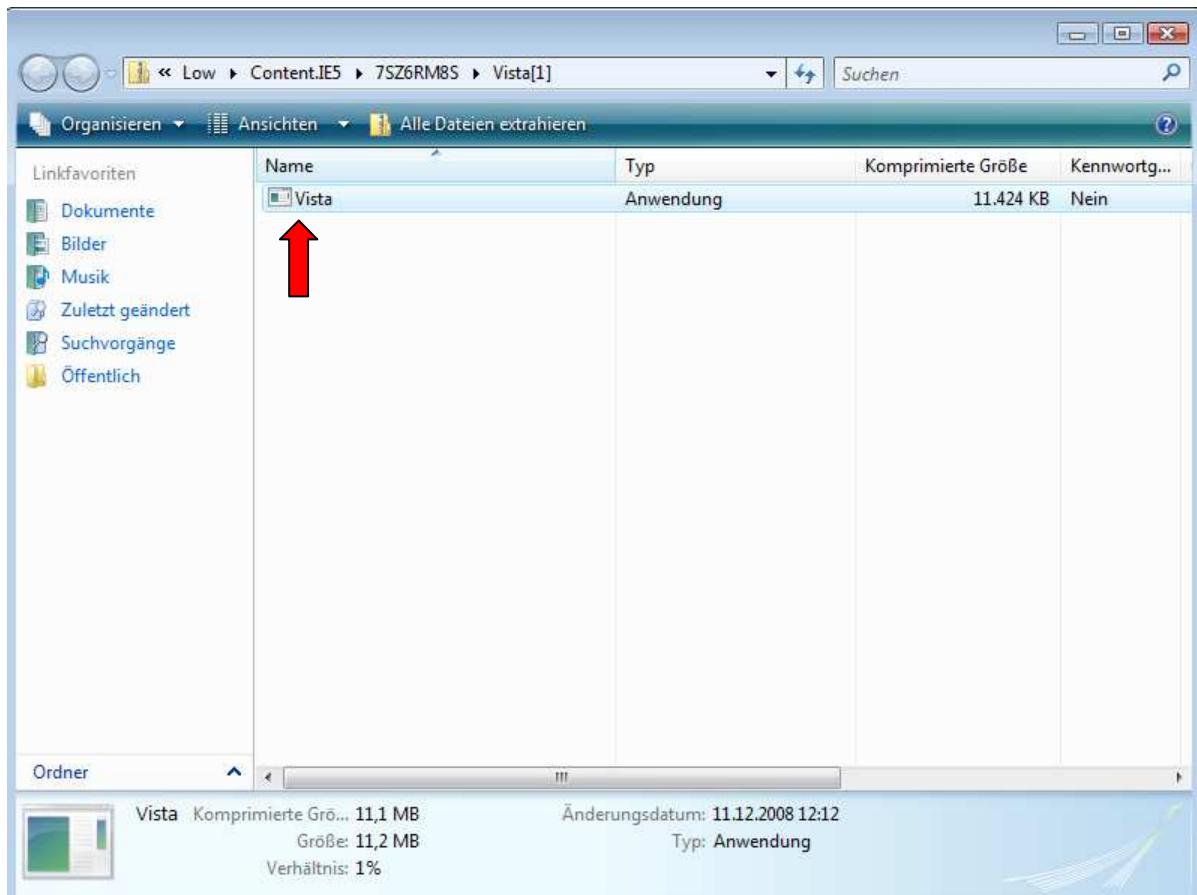 « Low Content.IE5 7SZ6RM8S Vista[1] Suchen
Organisieren Ansichten Alle Dateien extrahieren
Linkfavoriten
Dokumente
Bilder
Musik
Zuletzt geändert
Suchvorgänge
Öffentlich
Ordner
Name Typ Komprimierte Größe Kennwortg...
Vista Anwendung 11.424 KB Nein
Vista Komprimierte Grö... 11,1 MB Änderungsdatum: 11.12.2008 12:12
Größe: 11,2 MB Typ: Anwendung
Verhältnis: 1%